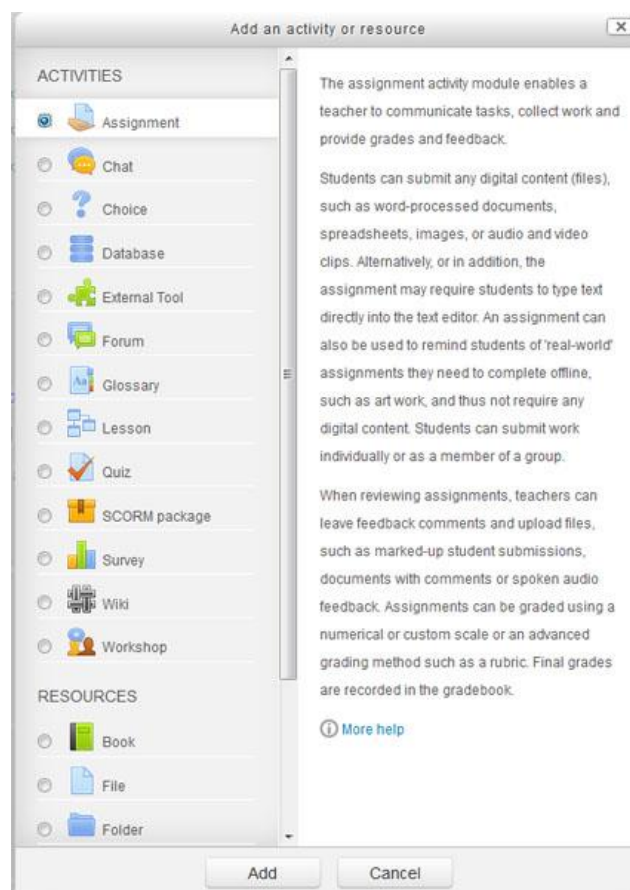 Add an activity or resource
ACTIVITIES
Assignment
Chat
Choice
Database
External Tool
Forum
Glossary
Lesson
Quiz
SCORM package
Survey
Wiki
Workshop
RESOURCES
Book
File
Folder
The assignment activity module enables a
teacher to communicate tasks, collect work and
provide grades and feedback.
Students can submit any digital content (files),
such as word-processed documents,
spreadsheets, images, or audio and video
clips. Alternatively, or in addition, the
assignment may require students to type text
directly into the text editor. An assignment can
also be used to remind students of 'real-world'
assignments they need to complete offline,
such as art work, and thus not require any
digital content. Students can submit work
individually or as a member of a group.
When reviewing assignments, teachers can
leave feedback comments and upload files,
such as marked-up student submissions,
documents with comments or spoken audio
feedback. Assignments can be graded using a
numerical or custom scale or an advanced
grading method such as a rubric. Final grades
are recorded in the gradebook.
More help
Add
Cancel